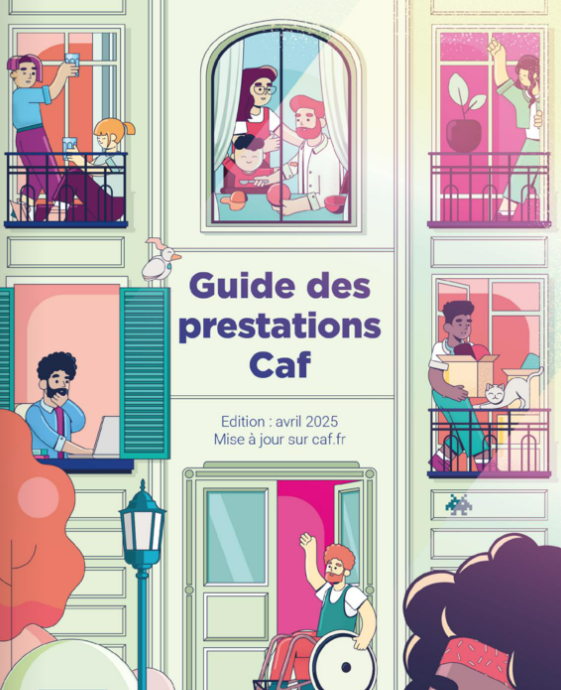 Guide des
prestations
Caf
Edition : avril 2025
Mise à jour sur caf.fr